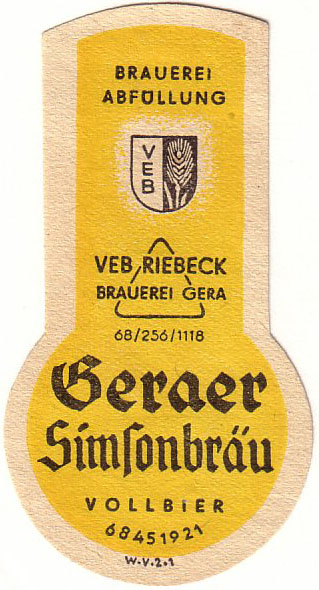 BRAUEREI
ABFÜLLUNG
VEB
VEB RIEBECK
BRAUEREI GERA
68/256/1118
Geraer
Simſonbräu
VOLLBIER
68451921
W-V-2-1